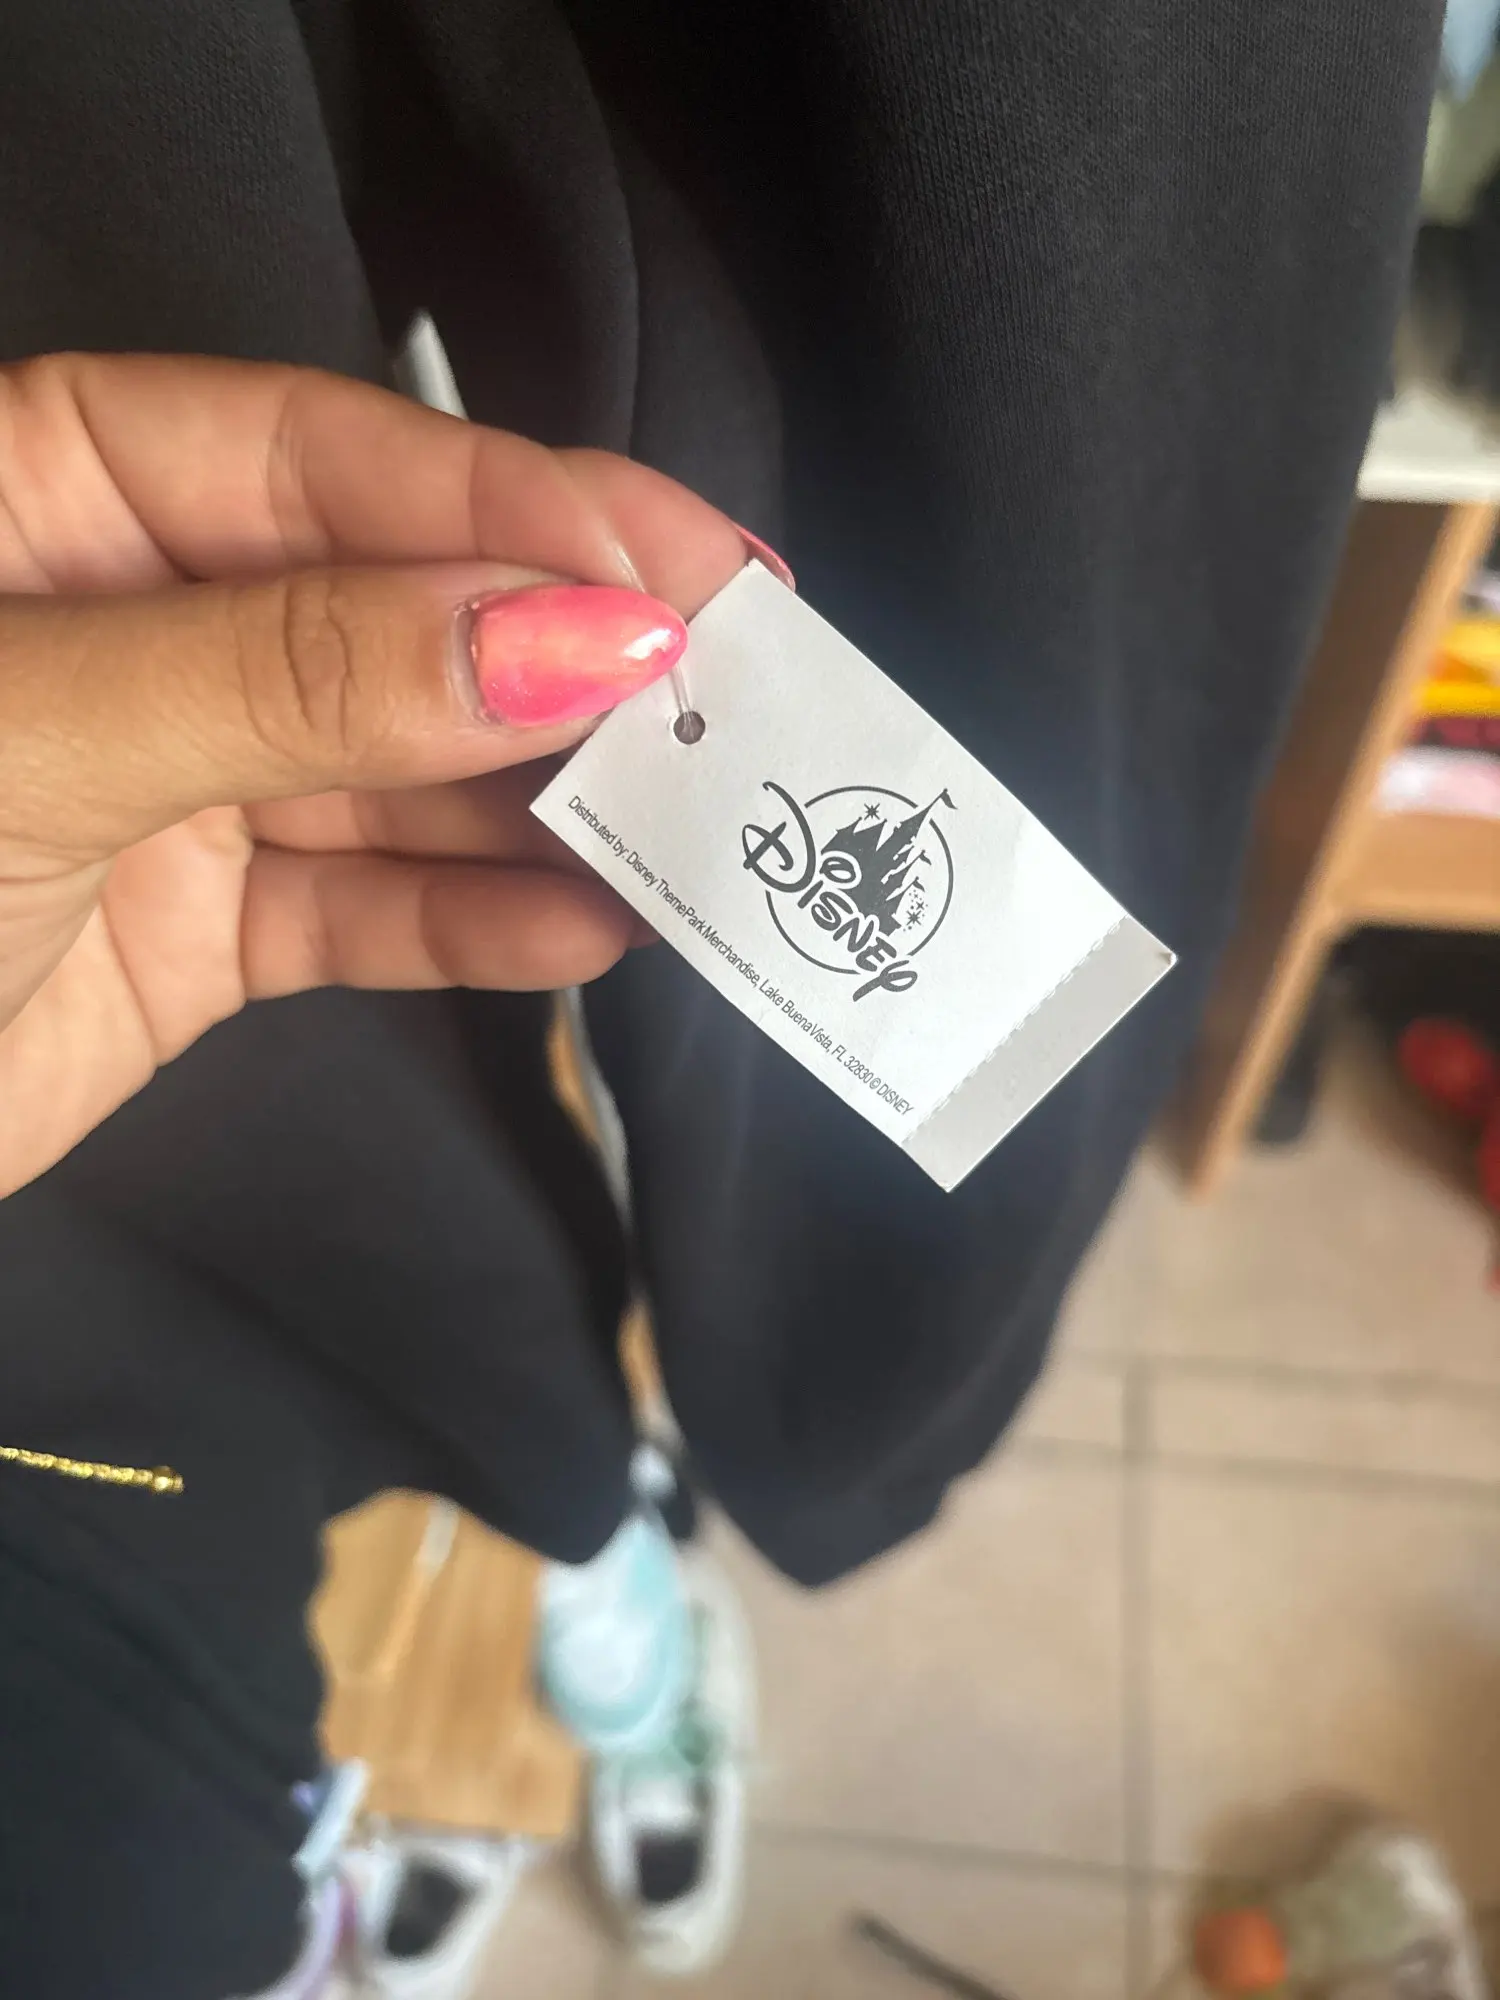 Disney
Distributed by: Disney Theme Park Merchandise, Lake Buena Vista, FL 32830 © DISNEY